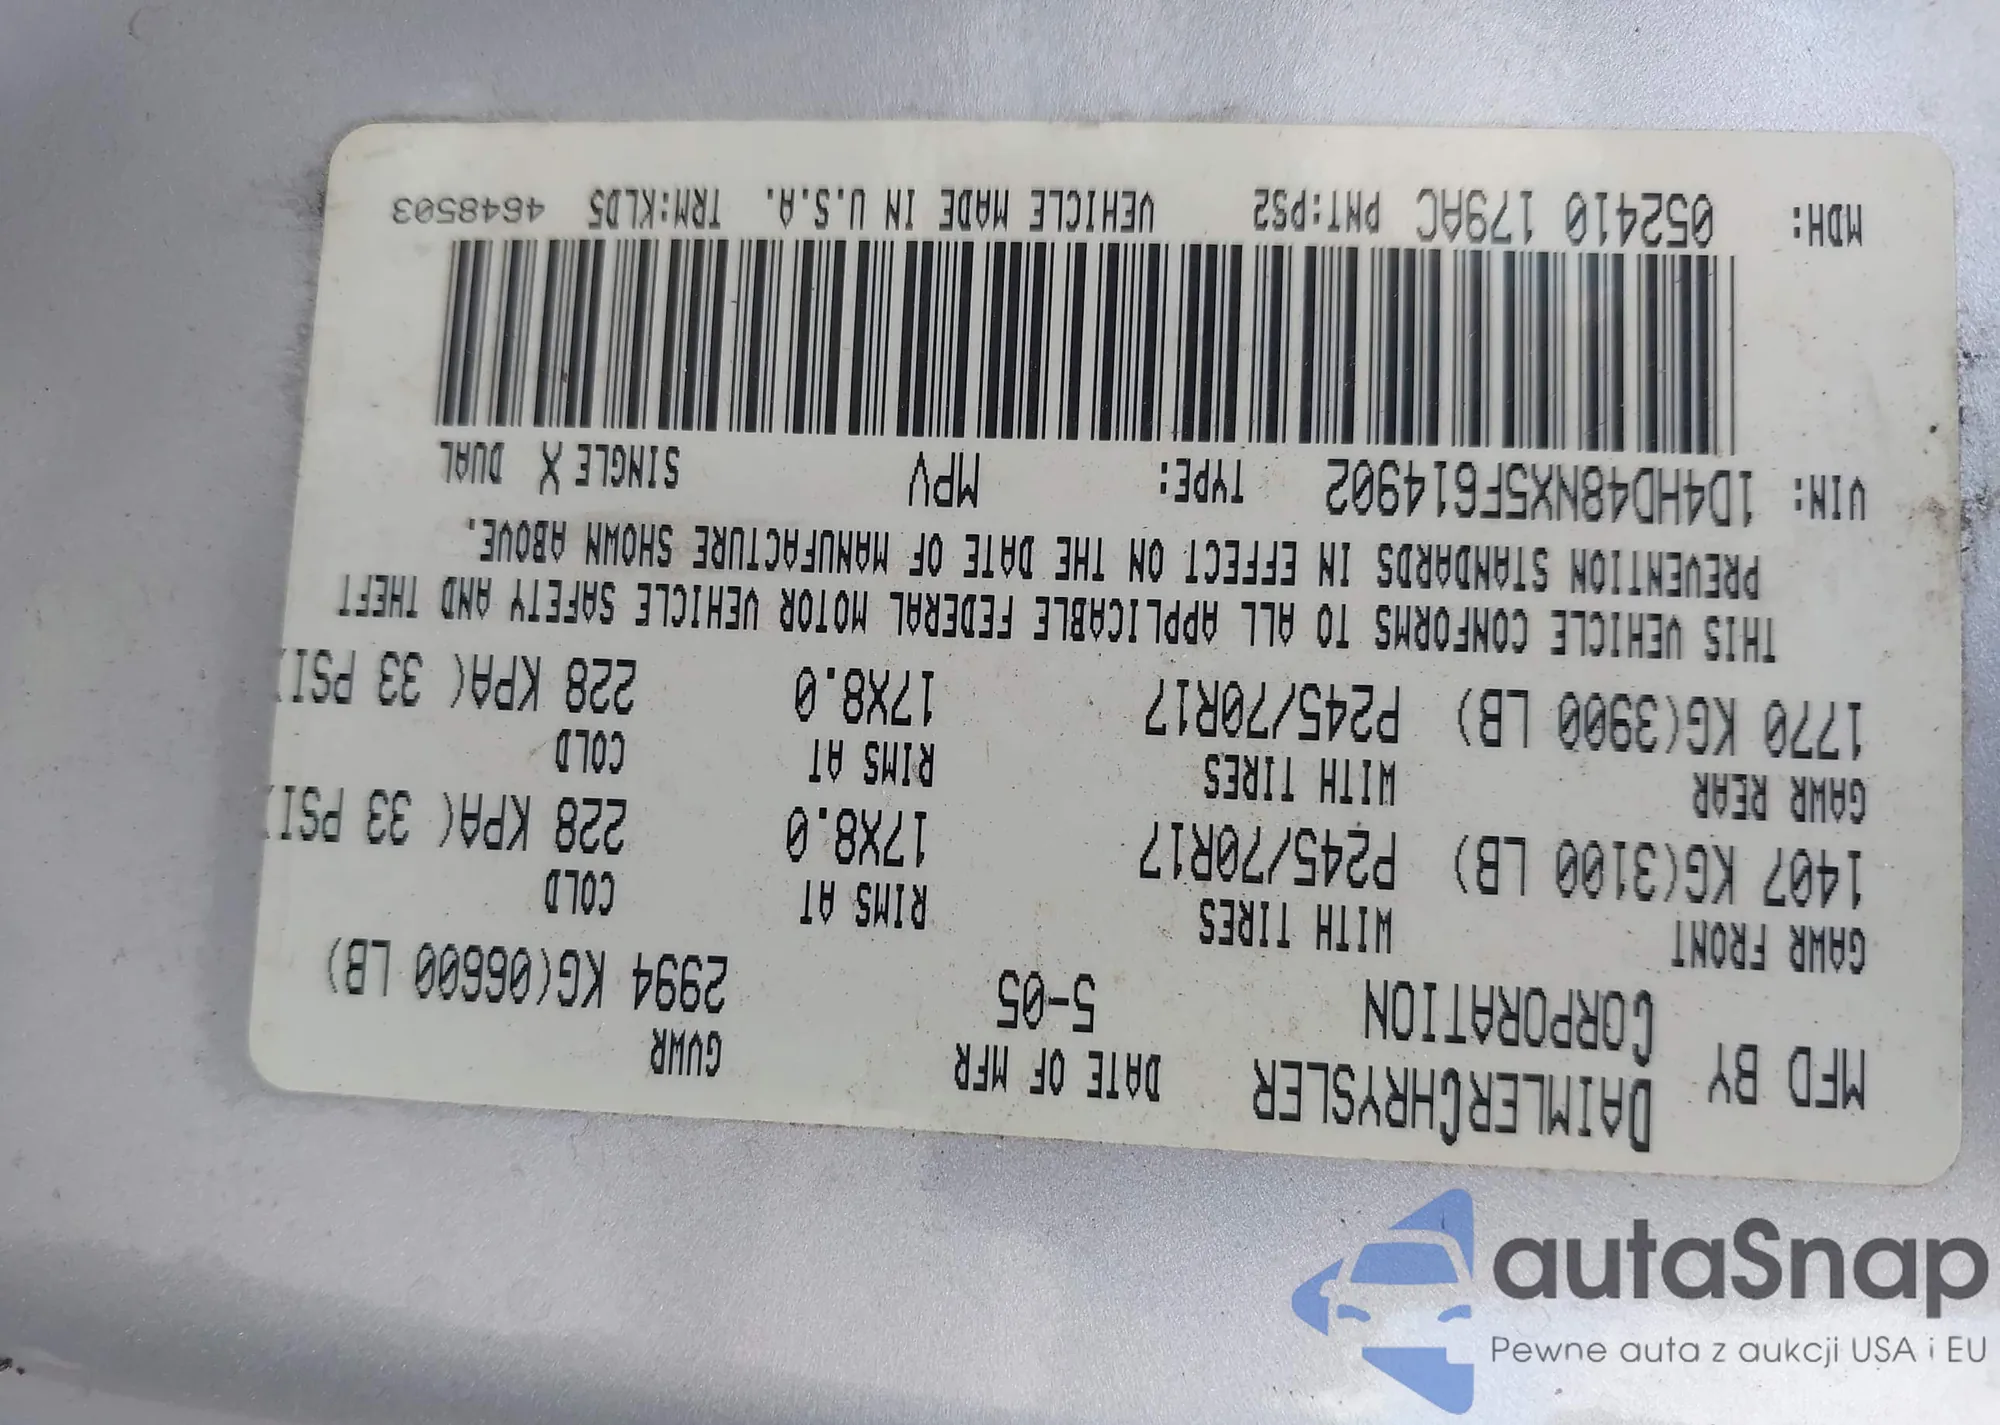 MFD BY DAIMLERCHRYSLER CORPORATION DATE OF MFR 5-05 GVWR 2994 KG(06600 LB)
GAWR FRONT WITH TIRES RIMS AT COLD
1407 KG(3100 LB) P245/70R17 17X8.0 228 KPA( 33 PSI)
GAWR REAR WITH TIRES RIMS AT COLD
1770 KG(3900 LB) P245/70R17 17X8.0 228 KPA( 33 PSI)
THIS VEHICLE CONFORMS TO ALL APPLICABLE FEDERAL MOTOR VEHICLE SAFETY AND THEFT
PREVENTION STANDARDS IN EFFECT ON THE DATE OF MANUFACTURE SHOWN ABOVE.
VIN: 1D4HD48NX5F614902 TYPE: MPV SINGLE X DUAL
MDH: 052410 179AC PNT:PS2 VEHICLE MADE IN U.S.A. TRM:KLD5 4648503
autaSnap
Pewne auta z aukcji USA i EU